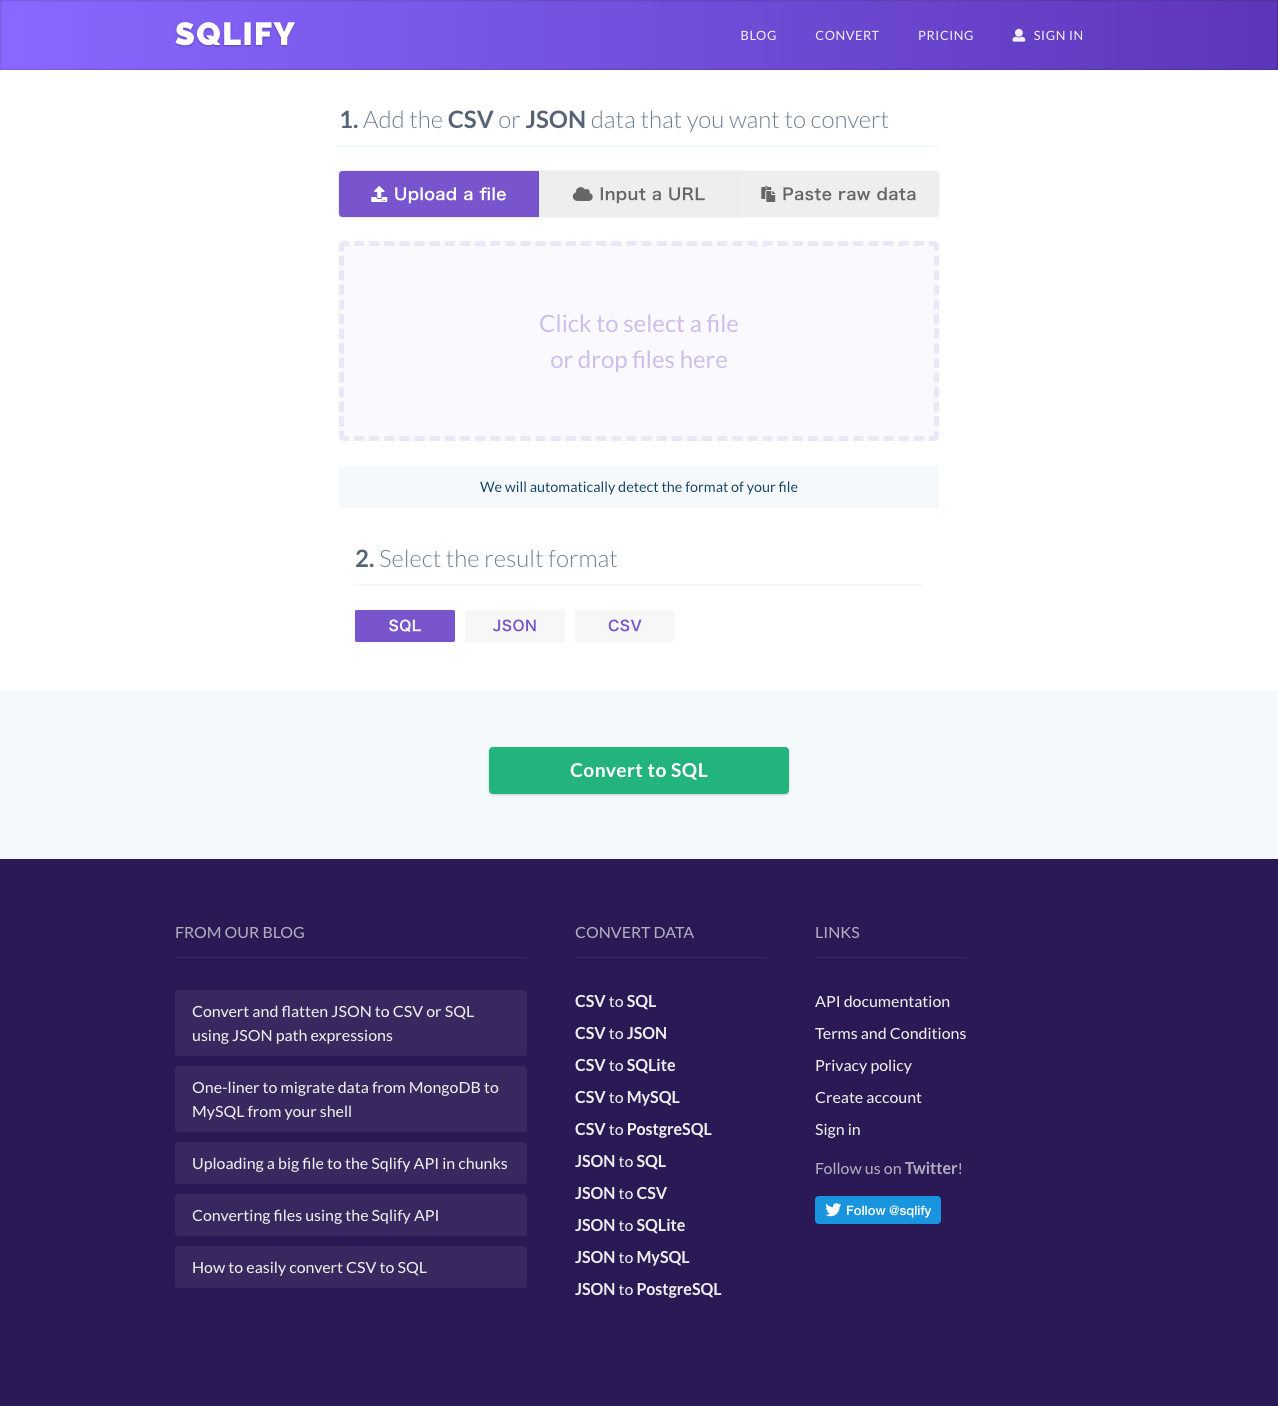 SQLIFY
BLOG
CONVERT
PRICING
SIGN IN
1. Add the CSV or JSON data that you want to convert
Upload a file
Input a URL
Paste raw data
Click to select a file
or drop files here
We will automatically detect the format of your file
2. Select the result format
SQL
JSON
CSV
Convert to SQL
FROM OUR BLOG
Convert and flatten JSON to CSV or SQL
using JSON path expressions
One-liner to migrate data from MongoDB to
MySQL from your shell
Uploading a big file to the Sqlify API in chunks
Converting files using the Sqlify API
How to easily convert CSV to SQL
CONVERT DATA
CSV to SQL
CSV to JSON
CSV to SQLite
CSV to MySQL
CSV to PostgreSQL
JSON to SQL
JSON to CSV
JSON to SQLite
JSON to MySQL
JSON to PostgreSQL
LINKS
API documentation
Terms and Conditions
Privacy policy
Create account
Sign in
Follow us on Twitter!
Follow @sqlify